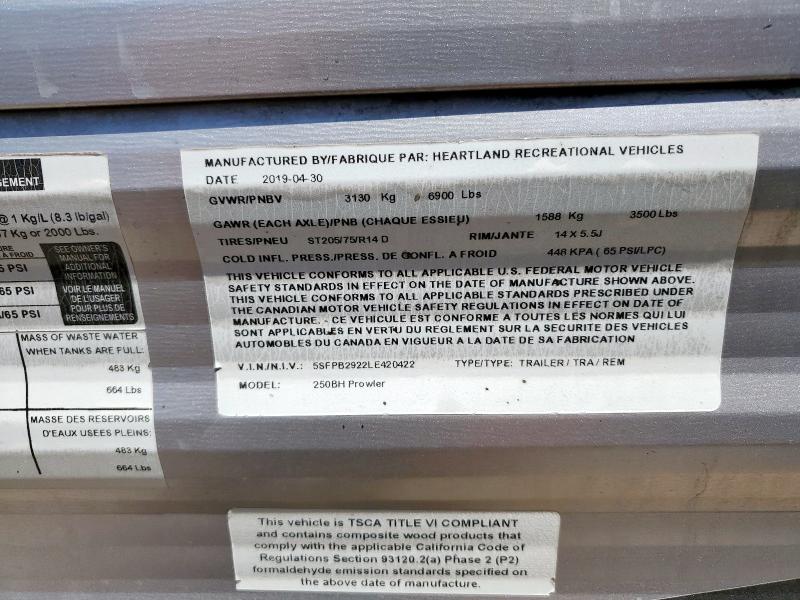 GEMENT
@ 1 Kg/L (8.3 lb/gal)
7 Kg or 2000 Lbs.
A FROID
5 PSI
/65 PSI
/65 PSI
SEE OWNER'S
MANUAL FOR
ADDITIONAL
INFORMATION
VOIR LE MANUEL
DE L'USAGER
POUR PLUS DE
RENSEIGNEMENTS
MASS OF WASTE WATER
WHEN TANKS ARE FULL:
483 Kg
664 Lbs
MASSE DES RESERVOIRS
D'EAUX USEES PLEINS:
483 Kg
664 Lbs
MANUFACTURED BY/FABRIQUE PAR: HEARTLAND RECREATIONAL VEHICLES
DATE 2019-04-30
GVWR/PNBV 3130 Kg 6900 Lbs
GAWR (EACH AXLE)/PNB (CHAQUE ESSIEU) 1588 Kg 3500 Lbs
TIRES/PNEU ST205/75/R14 D RIM/JANTE 14 X 5.5J
COLD INFL. PRESS./PRESS. DE GONFL. A FROID 448 KPA ( 65 PSI/LPC)
THIS VEHICLE CONFORMS TO ALL APPLICABLE U.S. FEDERAL MOTOR VEHICLE
SAFETY STANDARDS IN EFFECT ON THE DATE OF MANUFACTURE SHOWN ABOVE.
THIS VEHICLE CONFORMS TO ALL APPLICABLE STANDARDS PRESCRIBED UNDER
THE CANADIAN MOTOR VEHICLE SAFETY REGULATIONS IN EFFECT ON DATE OF
MANUFACTURE. - CE VEHICULE EST CONFORME A TOUTES LES NORMES QUI LUI
SONT APPLICABLES EN VERTU DU REGLEMENT SUR LA SECURITE DES VEHICLES
AUTOMOBILES DU CANADA EN VIGUEUR A LA DATE DE SA FABRICATION
V.I.N./N.I.V.: 5SFPB2922LE420422 TYPE/TYPE: TRAILER / TRA / REM
MODEL: 250BH Prowler
This vehicle is TSCA TITLE VI COMPLIANT
and contains composite wood products that
comply with the applicable California Code of
Regulations Section 93120.2(a) Phase 2 (P2)
formaldehyde emission standards specified on
the above date of manufacture.